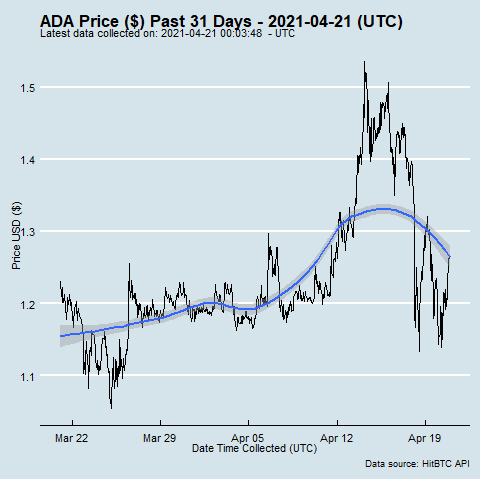 ADA Price ($) Past 31 Days - 2021-04-21 (UTC)
Latest data collected on: 2021-04-21 00:03:48 - UTC
1.5
1.4
1.3
1.2
1.1
Price USD ($)
Mar 22
Mar 29
Apr 05
Apr 12
Apr 19
Date Time Collected (UTC)
Data source: HitBTC API